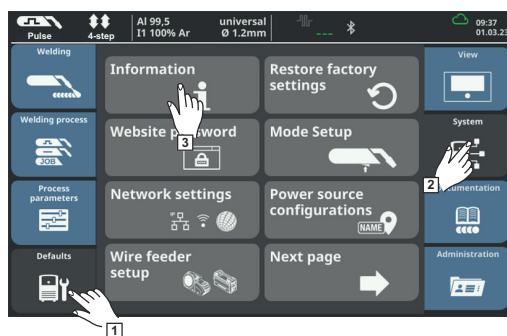 Pulse
4-step
Al 99,5
I1 100% Ar
universal
Ø 1.2mm
---
09:37
01.03.23
Welding
Welding process
JOB
Process
parameters
Defaults
1
Information
3
Website password
Network settings
Wire feeder
setup
Restore factory
settings
Mode Setup
Power source
configurations
NAME
Next page
View
System
2
Documentation
Administration